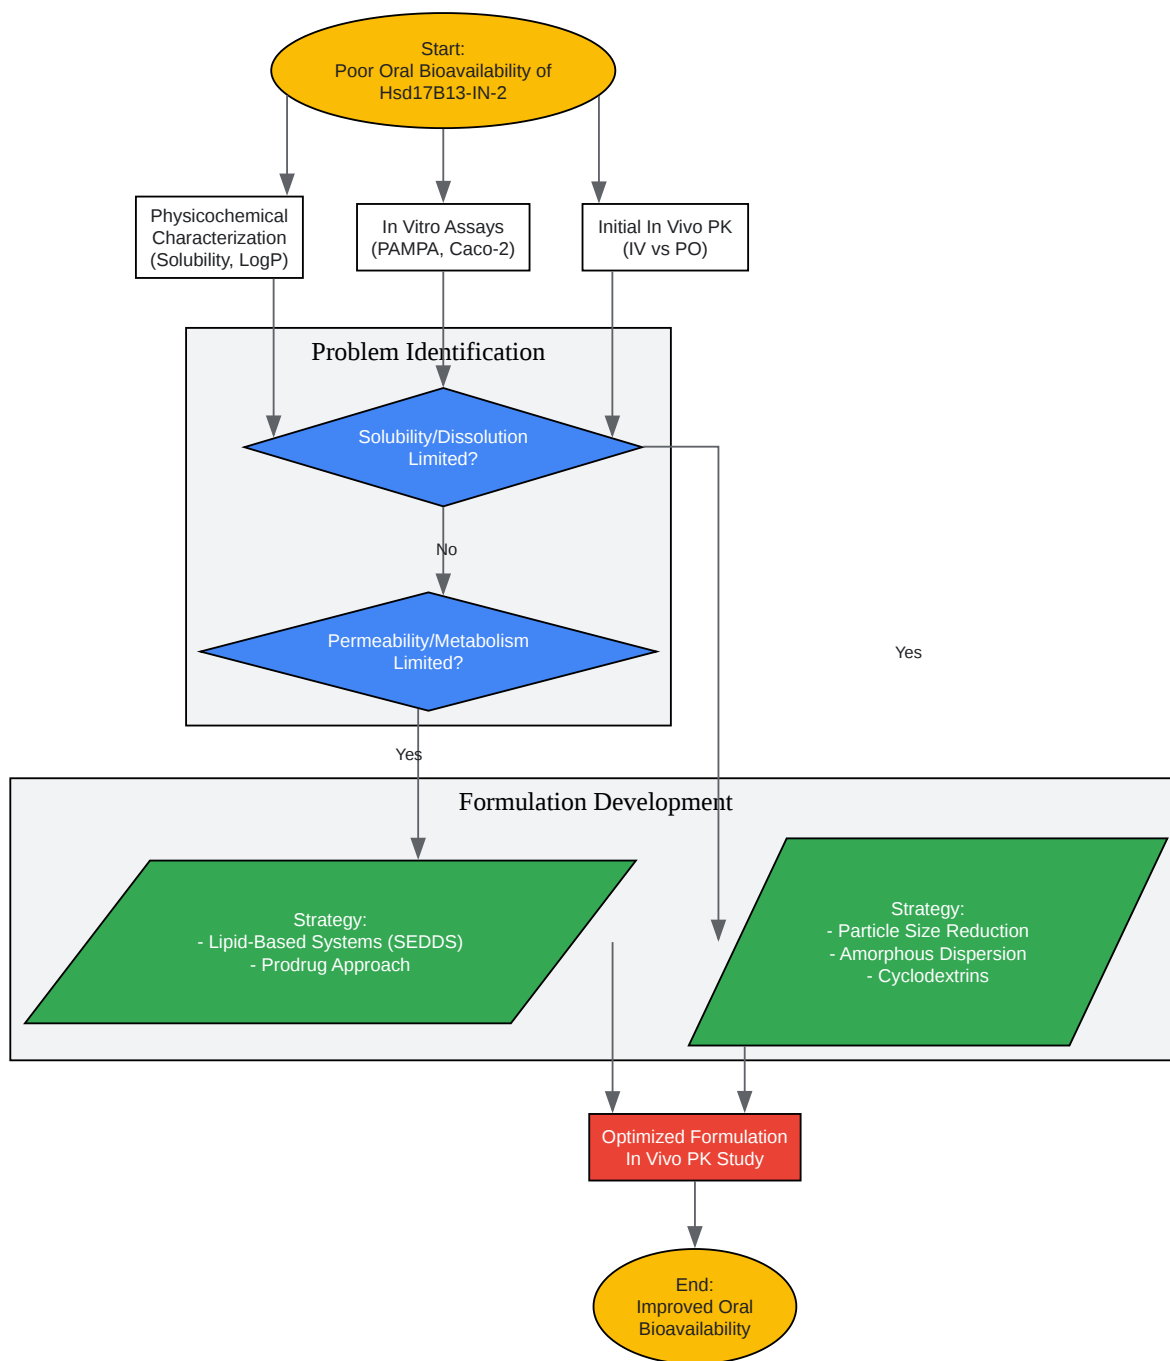 Start:
Poor Oral Bioavailability of
Hsd17B13-IN-2
Physicochemical
Characterization
(Solubility, LogP)
In Vitro Assays
(PAMPA, Caco-2)
Initial In Vivo PK
(IV vs PO)
Problem Identification
Solubility/Dissolution
Limited?
No
Permeability/Metabolism
Limited?
Yes
Yes
Formulation Development
Strategy:
- Lipid-Based Systems (SEDDS)
- Prodrug Approach
Strategy:
- Particle Size Reduction
- Amorphous Dispersion
- Cyclodextrins
Optimized Formulation
In Vivo PK Study
End:
Improved Oral
Bioavailability